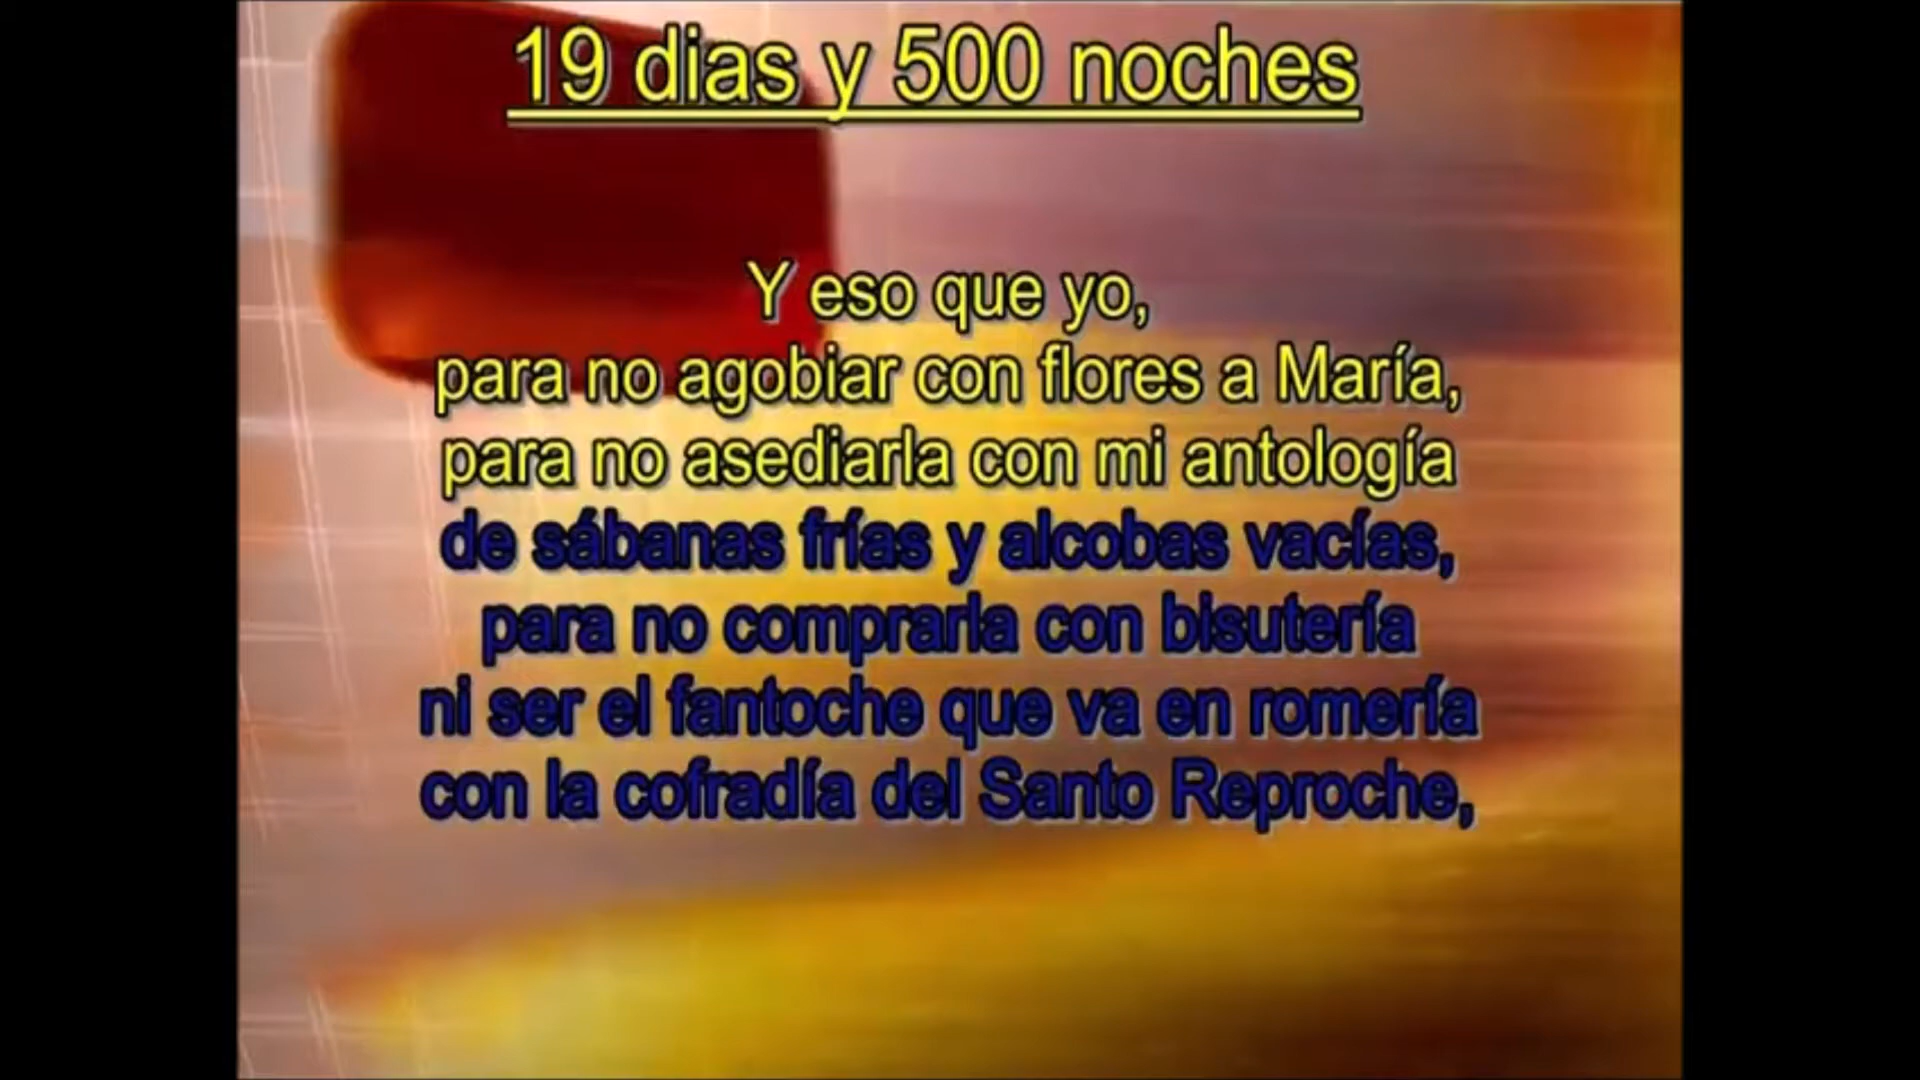 19 dias y 500 noches
Y eso que yo,
para no agobiar con flores a María,
para no asediarla con mi antología
de sábanas frías y alcobas vacías,
para no comprarla con bisutería
ni ser el fantoche que va en romería
con la cofradía del Santo Reproche,